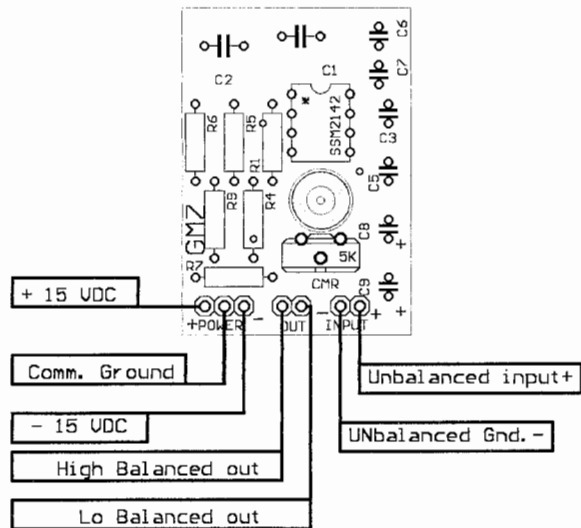 C6
C2
C1
C7
*
SSM2142
C3
R6
R5
R1
C5
R9
R4
GMZ
C8
+
5K
R7
CMR
C9
+ 15 VDC
+POWER - OUT - INPUT + +
Comm. Ground
Unbalanced input+
- 15 VDC
UNbalanced Gnd.-
High Balanced out
Lo Balanced out